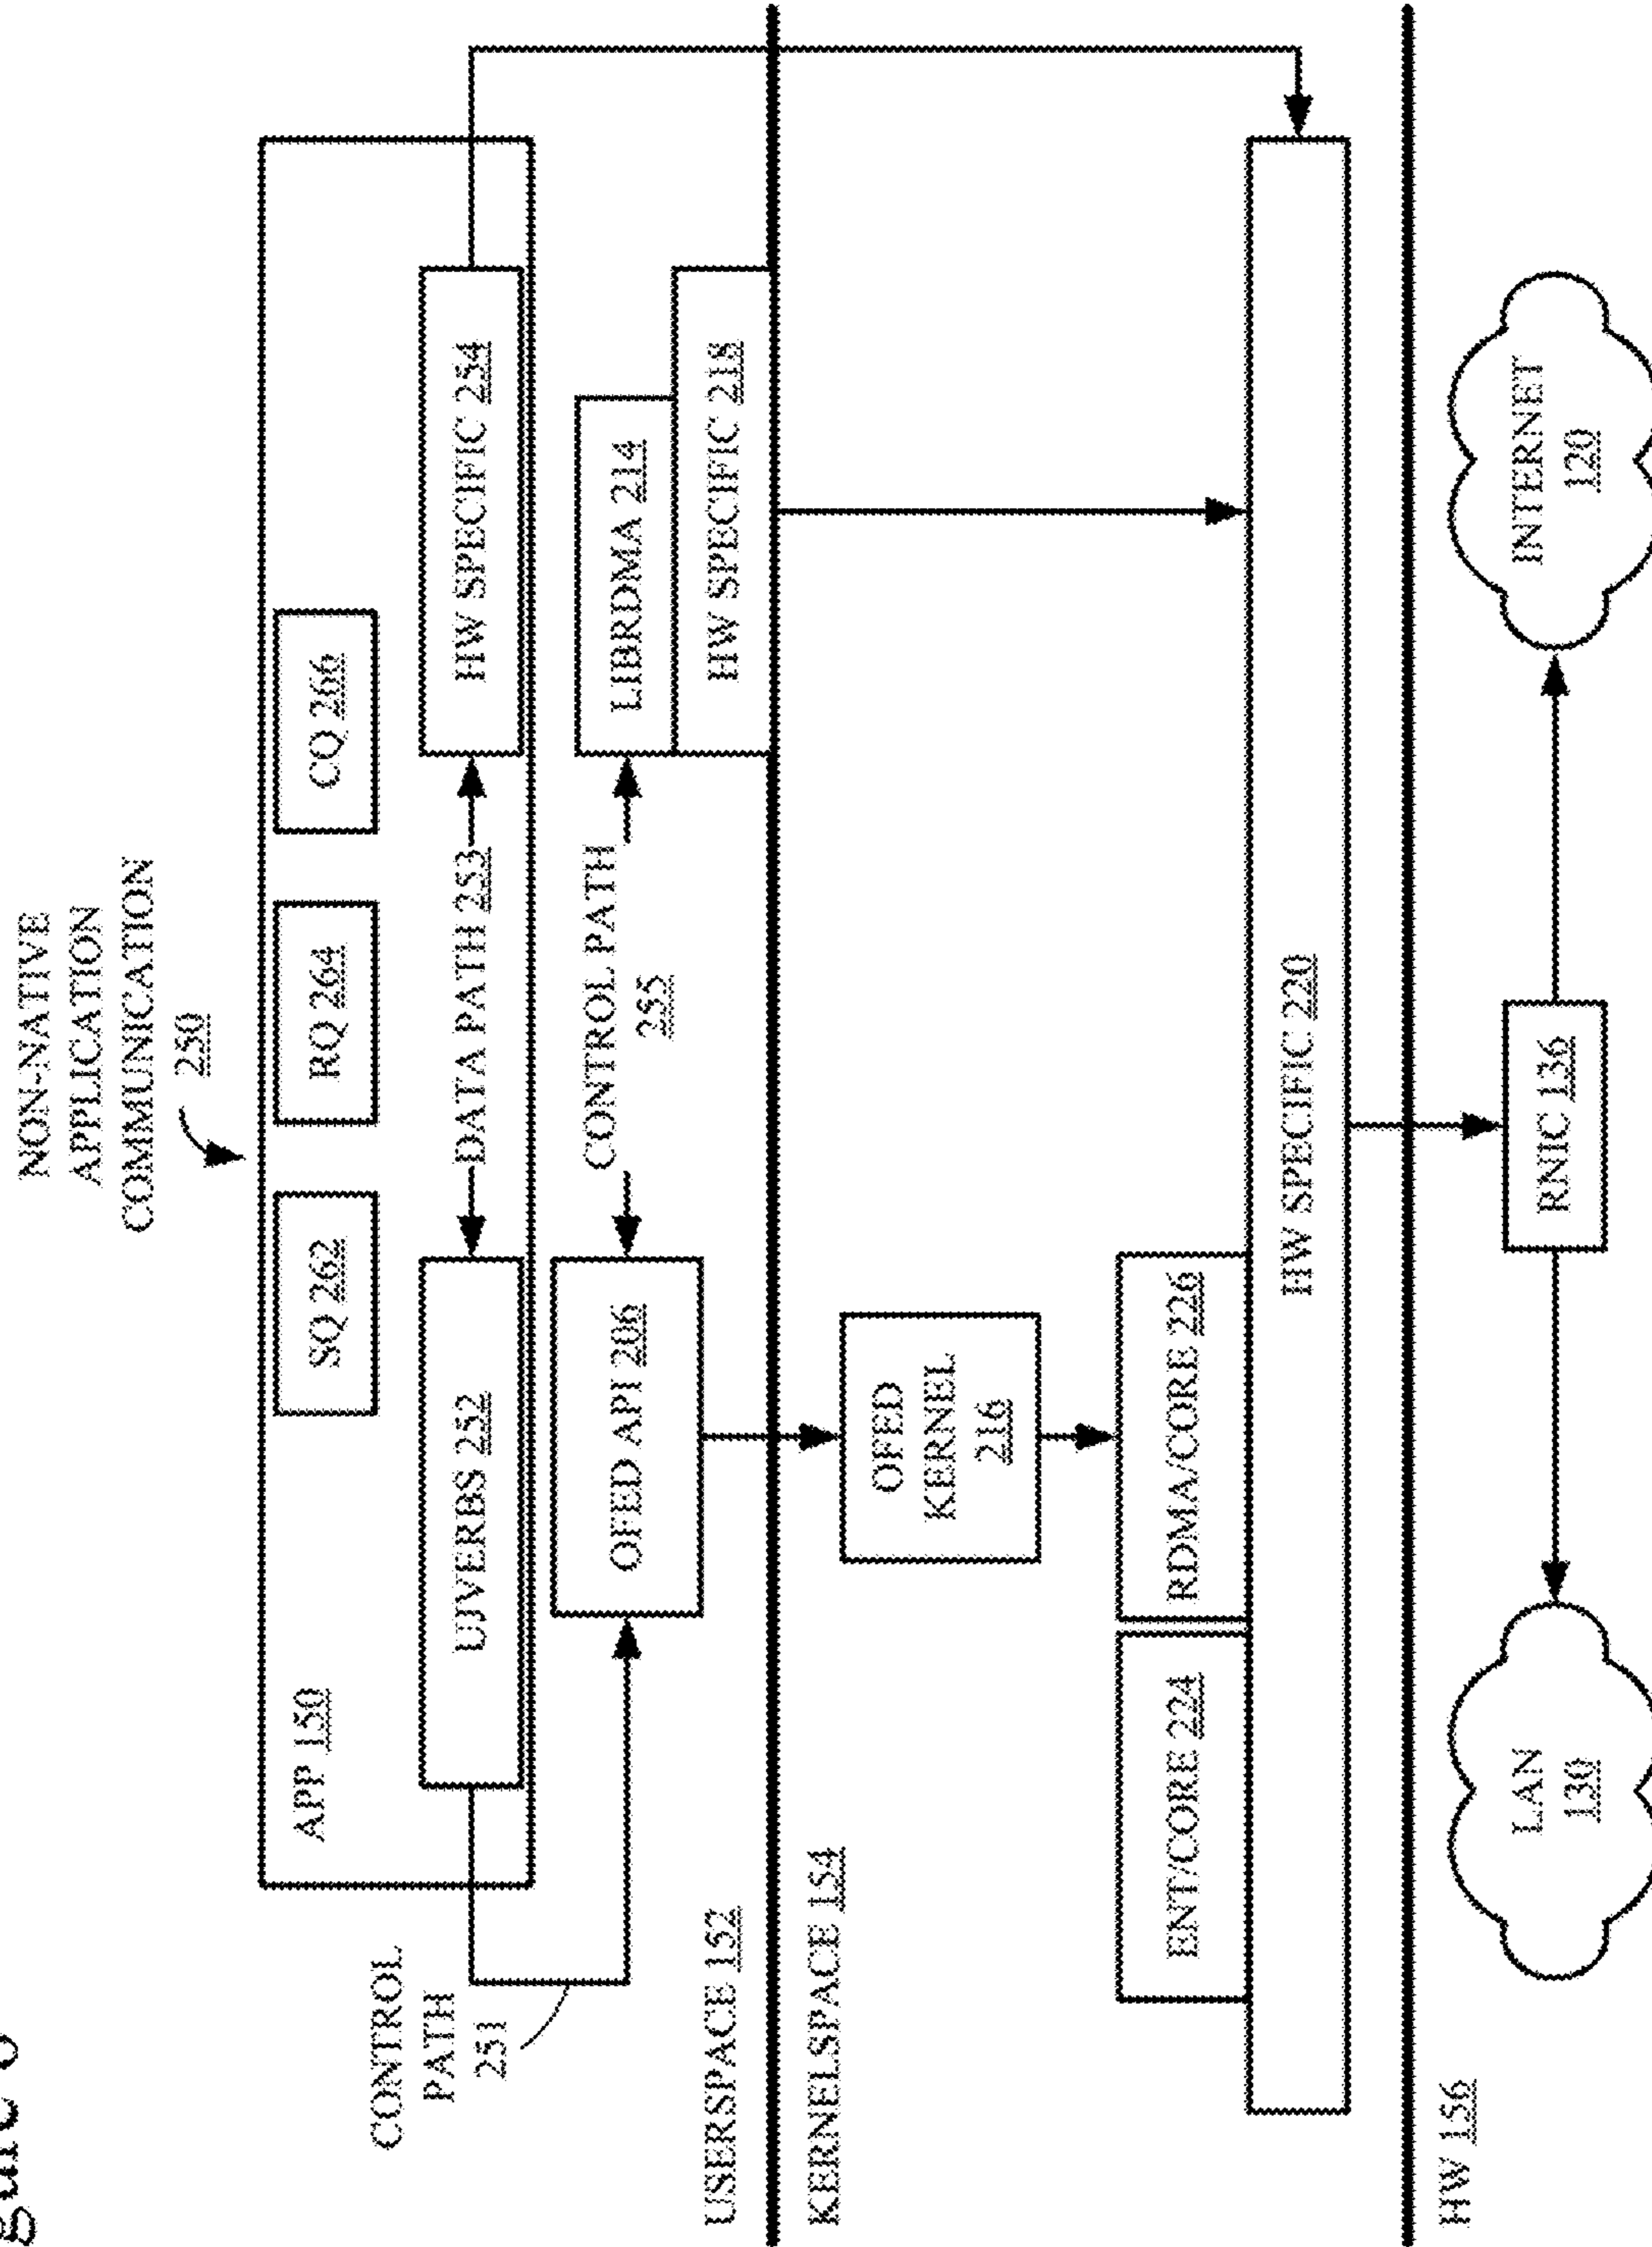 NON-NATIVE
APPLICATION
COMMUNICATION
250
APP 150
SQ 262
RQ 264
CQ 266
UVERBS 252
DATA PATH 253
HW SPECIFIC 254
CONTROL
PATH
251
OFED API 206
CONTROL PATH
255
LIBRDMA 214
HW SPECIFIC 218
USERSPACE 152
KERNELSPACE 154
OFED
KERNEL
216
ENT/CORE 224
RDMA/CORE 226
HW SPECIFIC 220
HW 156
LAN
130
RNIC 136
INTERNET
120